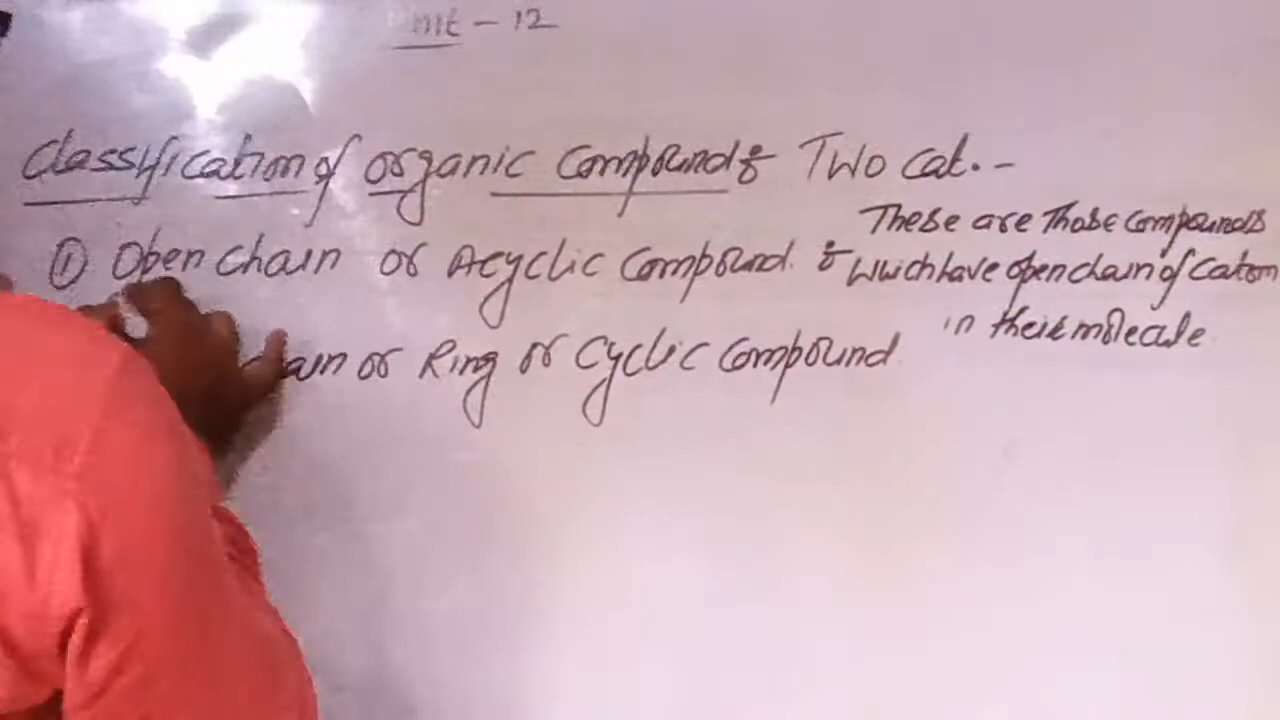 nit - 12
Classification of organic Compound : Two cat. -
① Open chain or Acyclic Compound : These are those compounds
which have open chain of carbon
in their molecule
ain or Ring or Cyclic Compound